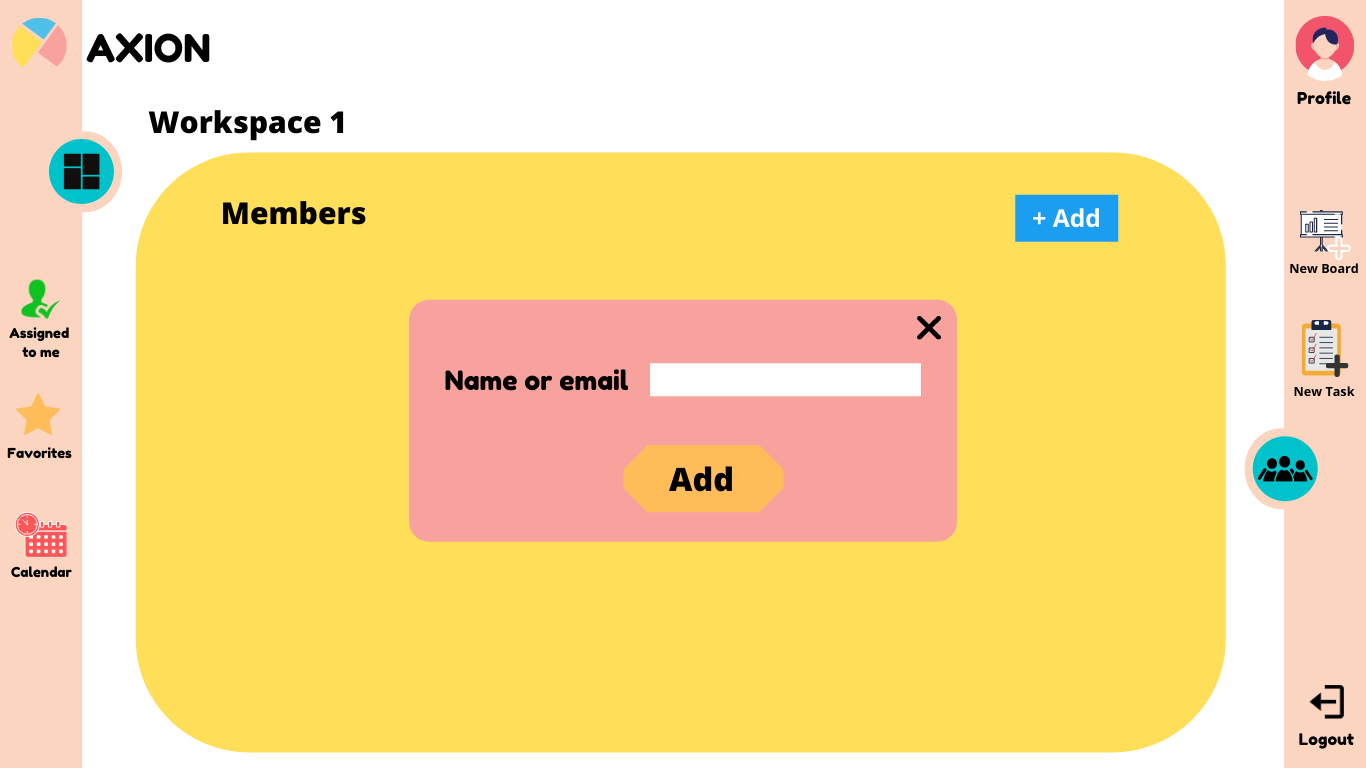 AXION
Profile
Workspace 1
Members
+ Add
New Board
Assigned
to me
Name or email
New Task
Favorites
Add
Calendar
Logout